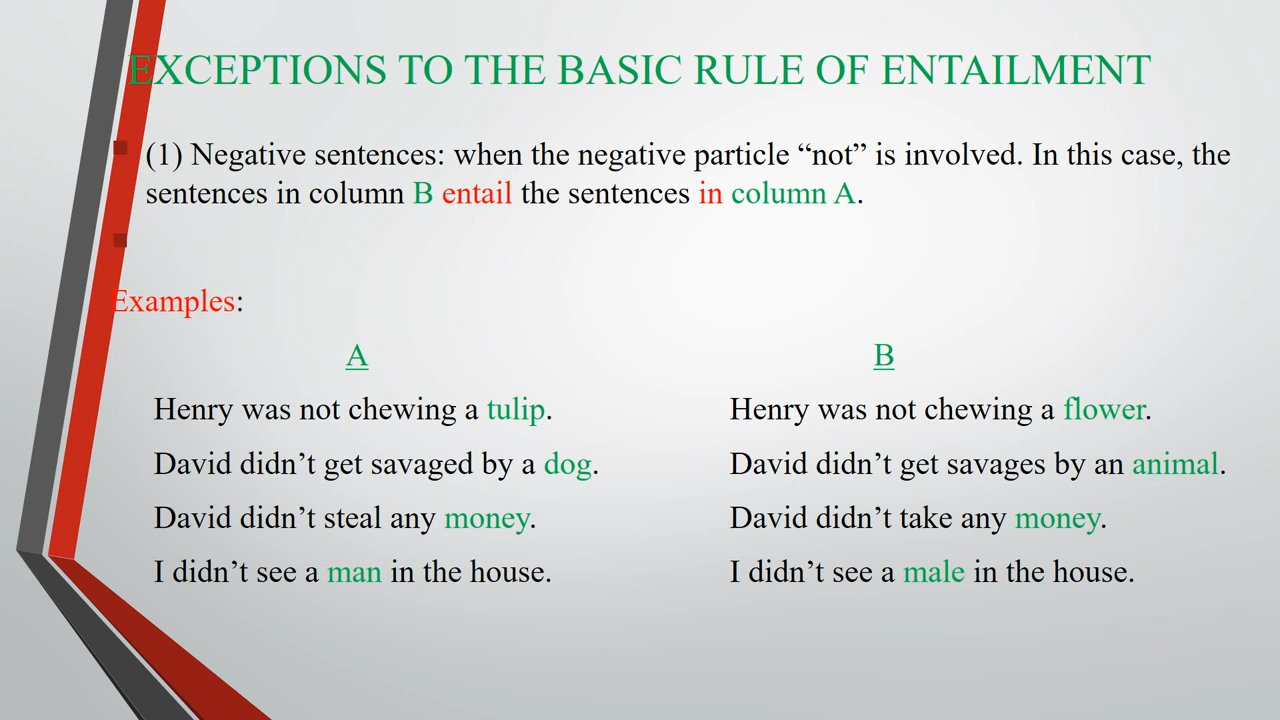 EXCEPTIONS TO THE BASIC RULE OF ENTAILMENT
(1) Negative sentences: when the negative particle “not” is involved. In this case, the
sentences in column B entail the sentences in column A.
Examples:
A B
Henry was not chewing a tulip. Henry was not chewing a flower.
David didn’t get savaged by a dog. David didn’t get savages by an animal.
David didn’t steal any money. David didn’t take any money.
I didn’t see a man in the house. I didn’t see a male in the house.